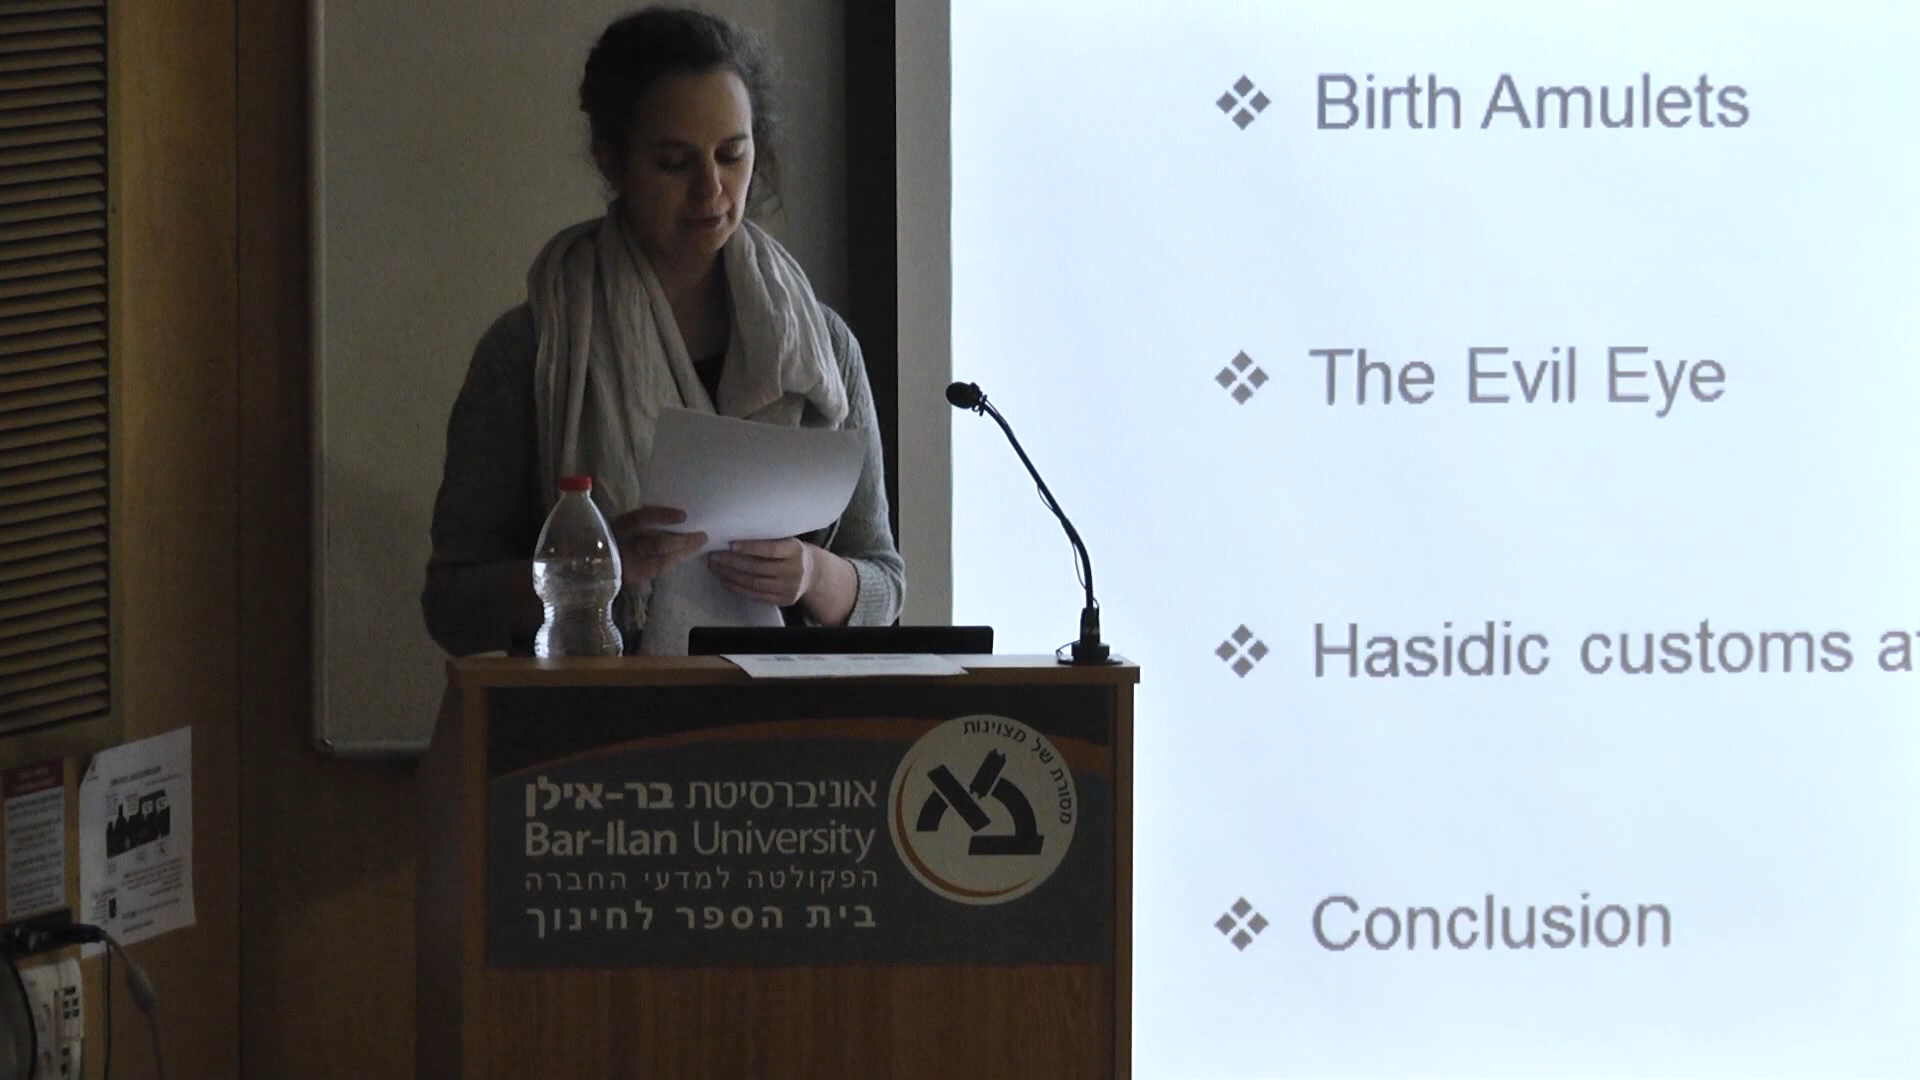 Birth Amulets
The Evil Eye
Hasidic customs
Conclusion
מסורת של מצוינות
אוניברסיטת בר-אילן
Bar-Ilan University
הפקולטה למדעי החברה
בית הספר לחינוך